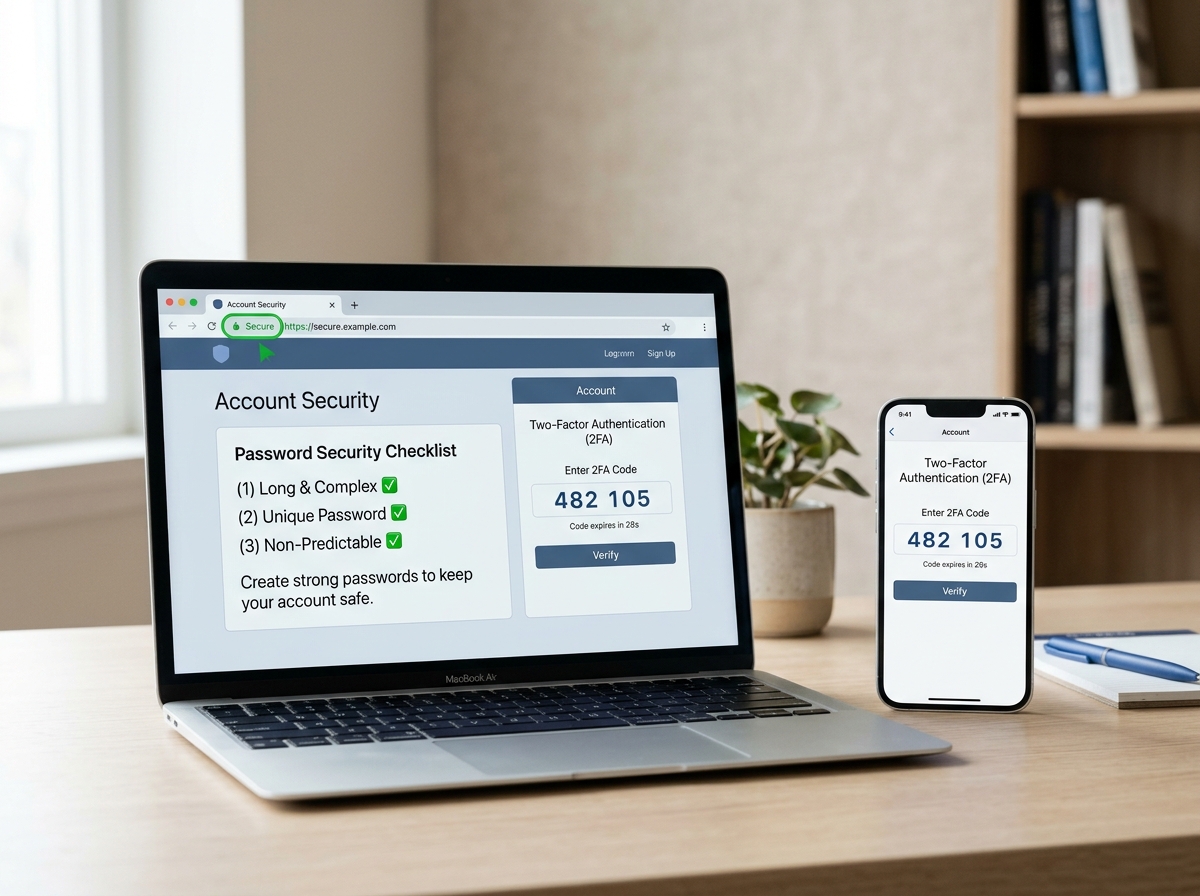 Account Security
Secure
https://secure.example.com
Sign Up
Account Security
Password Security Checklist
(1) Long & Complex ✅
(2) Unique Password ✅
(3) Non-Predictable ✅
Create strong passwords to keep
your account safe.
Account
Two-Factor Authentication
(2FA)
Enter 2FA Code
482 105
Code expires in 28s
Verify
MacBook Air
9:41
Account
Two-Factor
Authentication (2FA)
Enter 2FA Code
482 105
Code expires in 26s
Verify